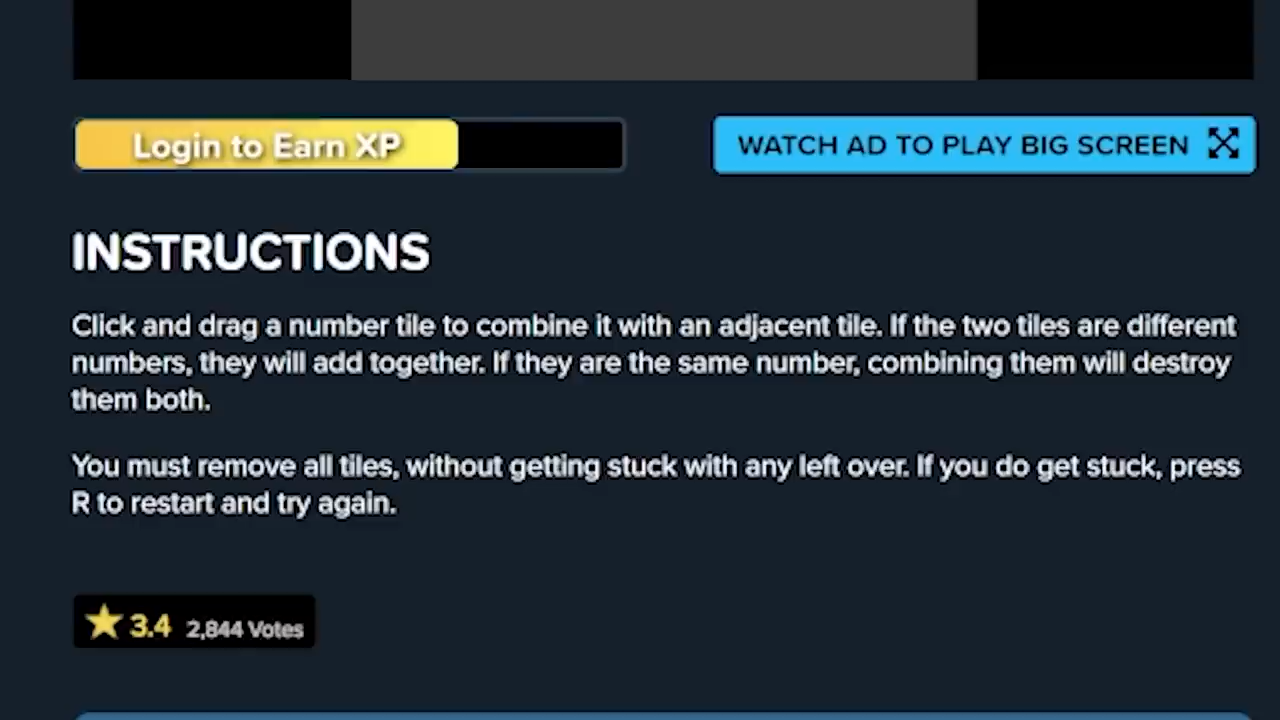 Login to Earn XP
WATCH AD TO PLAY BIG SCREEN
INSTRUCTIONS
Click and drag a number tile to combine it with an adjacent tile. If the two tiles are different
numbers, they will add together. If they are the same number, combining them will destroy
them both.
You must remove all tiles, without getting stuck with any left over. If you do get stuck, press
R to restart and try again.
3.4 2,844 Votes